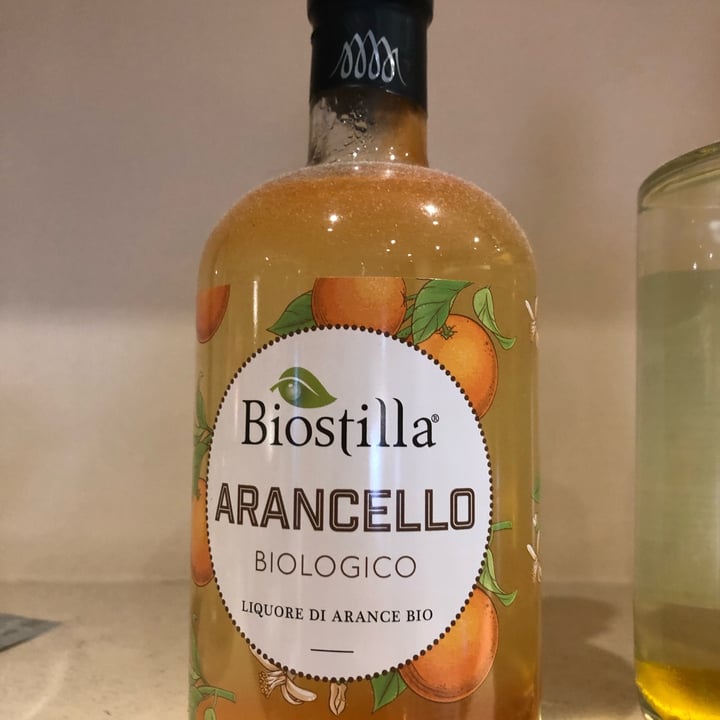 Biostilla®
ARANCELLO
BIOLOGICO
LIQUORE DI ARANCE BIO